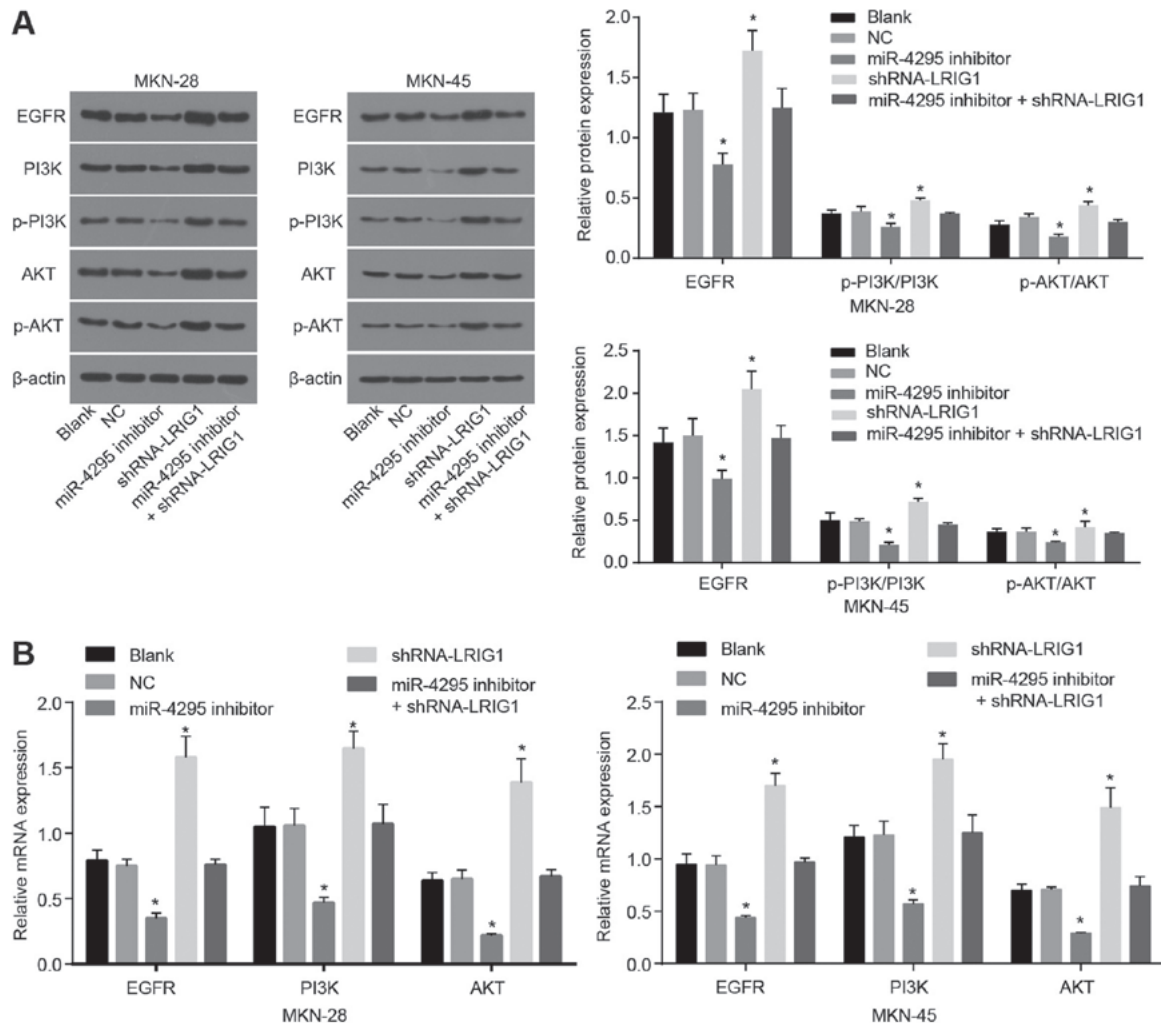 A
MKN-28
EGFR
PI3K
p-PI3K
AKT
p-AKT
β-actin
Blank
NC
miR-4295 inhibitor
shRNA-LRIG1
miR-4295 inhibitor
+ shRNA-LRIG1
MKN-45
EGFR
PI3K
p-PI3K
AKT
p-AKT
β-actin
Blank
NC
miR-4295 inhibitor
shRNA-LRIG1
miR-4295 inhibitor
+ shRNA-LRIG1
Relative protein expression
2.0
1.5
1.0
0.5
0.0
Blank
NC
miR-4295 inhibitor
shRNA-LRIG1
miR-4295 inhibitor + shRNA-LRIG1
* * * * * *
EGFR p-PI3K/PI3K p-AKT/AKT
MKN-28
Relative protein expression
2.5
2.0
1.5
1.0
0.5
0.0
Blank
NC
miR-4295 inhibitor
shRNA-LRIG1
miR-4295 inhibitor + shRNA-LRIG1
* * * * * *
EGFR p-PI3K/PI3K p-AKT/AKT
MKN-45
B
Blank
NC
miR-4295 inhibitor
shRNA-LRIG1
miR-4295 inhibitor
+ shRNA-LRIG1
Relative mRNA expression
2.0
1.5
1.0
0.5
0.0
* * * * * *
EGFR PI3K AKT
MKN-28
Blank
NC
miR-4295 inhibitor
shRNA-LRIG1
miR-4295 inhibitor
+ shRNA-LRIG1
Relative mRNA expression
2.5
2.0
1.5
1.0
0.5
0.0
* * * * * *
EGFR PI3K AKT
MKN-45